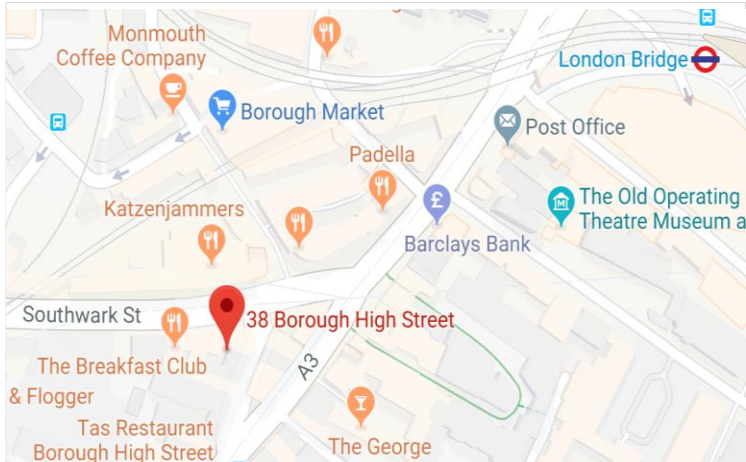 Monmouth
Coffee Company
London Bridge
Borough Market
Post Office
Padella
The Old Operating
Theatre Museum a
Katzenjammers
£
Barclays Bank
Southwark St
38 Borough High Street
The Breakfast Club
A3
& Flogger
Tas Restaurant
Borough High Street
The George